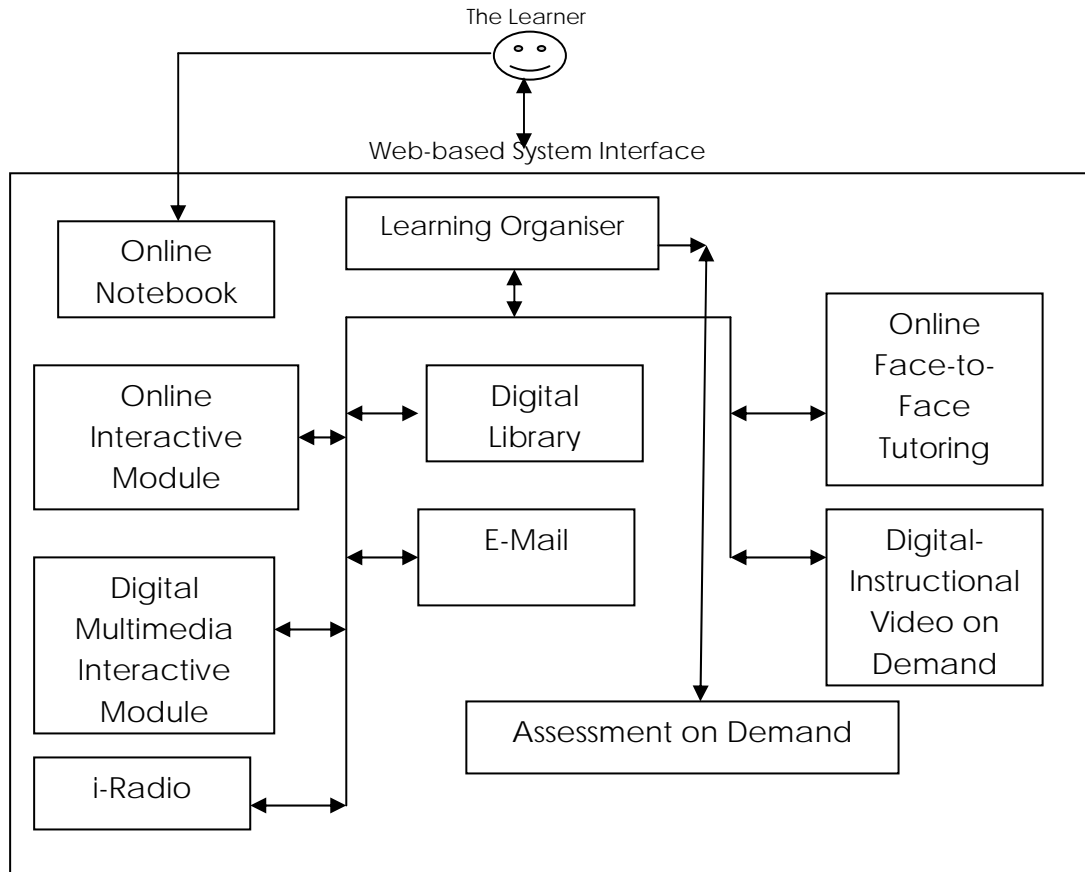 The Learner
Web-based System Interface
Online
Notebook
Learning Organiser
Online
Face-to-
Face
Tutoring
Online
Interactive
Module
Digital
Library
E-Mail
Digital-
Instructional
Video on
Demand
Digital
Multimedia
Interactive
Module
Assessment on Demand
i-Radio